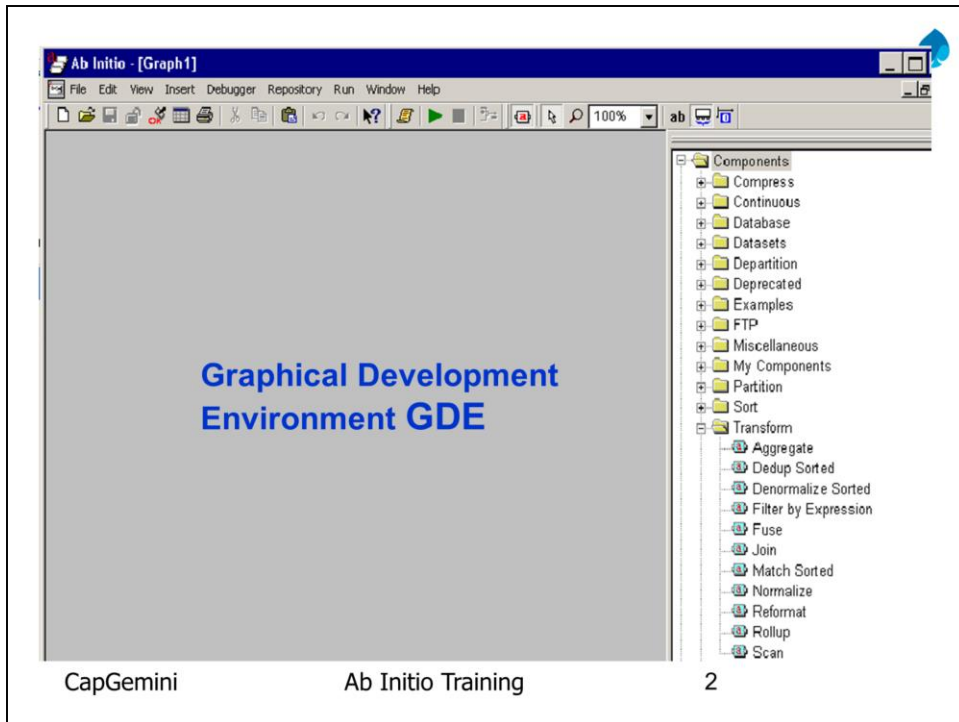 Ab Initio - [Graph1]
File Edit View Insert Debugger Repository Run Window Help
100% ab
Components
Compress
Continuous
Database
Datasets
Departition
Deprecated
Examples
FTP
Miscellaneous
My Components
Partition
Sort
Transform
Aggregate
Dedup Sorted
Denormalize Sorted
Filter by Expression
Fuse
Join
Match Sorted
Normalize
Reformat
Rollup
Scan
Graphical Development
Environment GDE
CapGemini Ab Initio Training 2